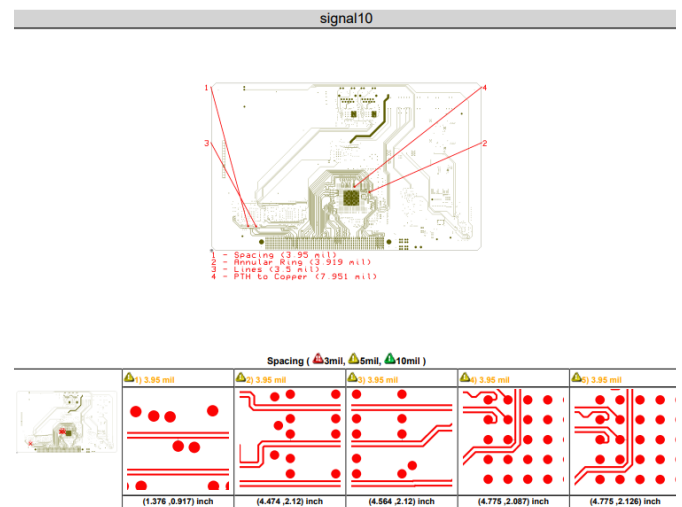 signal10
1
4
3
2
1 - Spacing (3.95 mil)
2 - Annular Ring (3.919 mil)
3 - Lines (3.5 mil)
4 - PTH to Copper (7.951 mil)
Spacing ( 3mil, 5mil, 10mil )
1) 3.95 mil
2) 3.95 mil
3) 3.95 mil
4) 3.95 mil
5) 3.95 mil
(1.376 ,0.917) inch
(4.474 ,2.12) inch
(4.564 ,2.12) inch
(4.775 ,2.087) inch
(4.775 ,2.126) inch